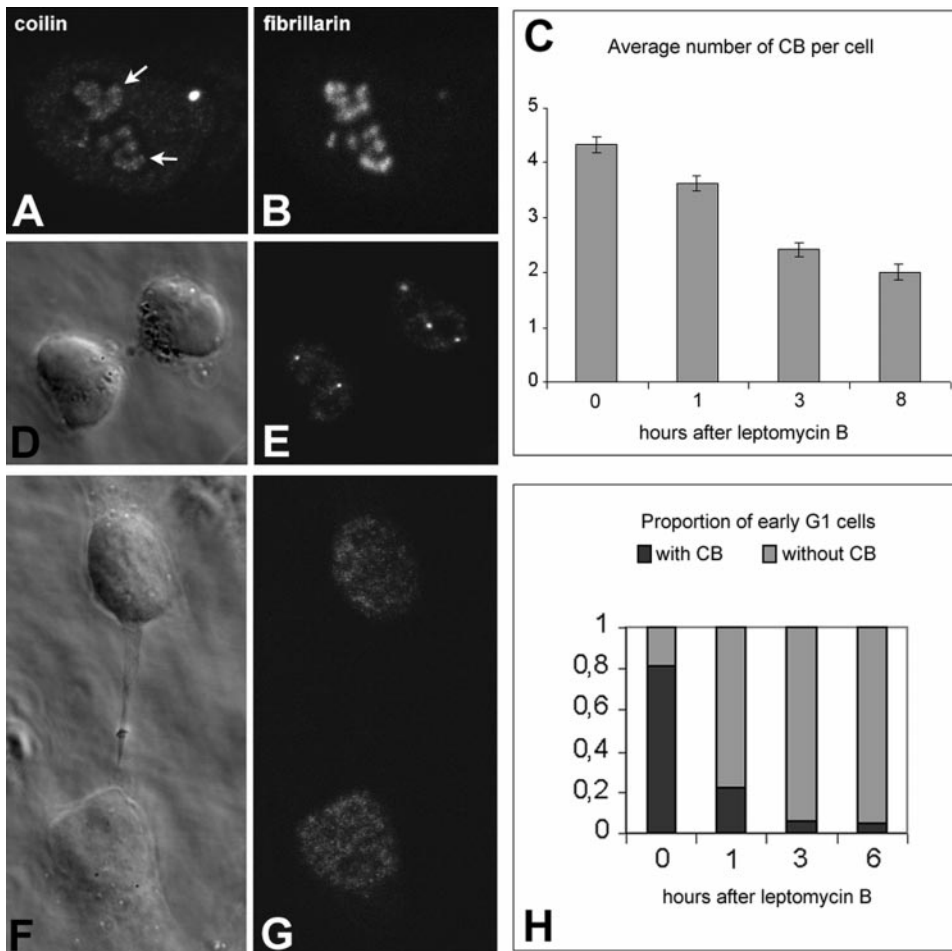 coilin
A
fibrillarin
B
C
Average number of CB per cell
5
4
3
2
1
0
0 1 3 8
hours after leptomycin B
D
E
F
G
Proportion of early G1 cells
with CB without CB
1
0,8
0,6
0,4
0,2
0
0 1 3 6
hours after leptomycin B
H